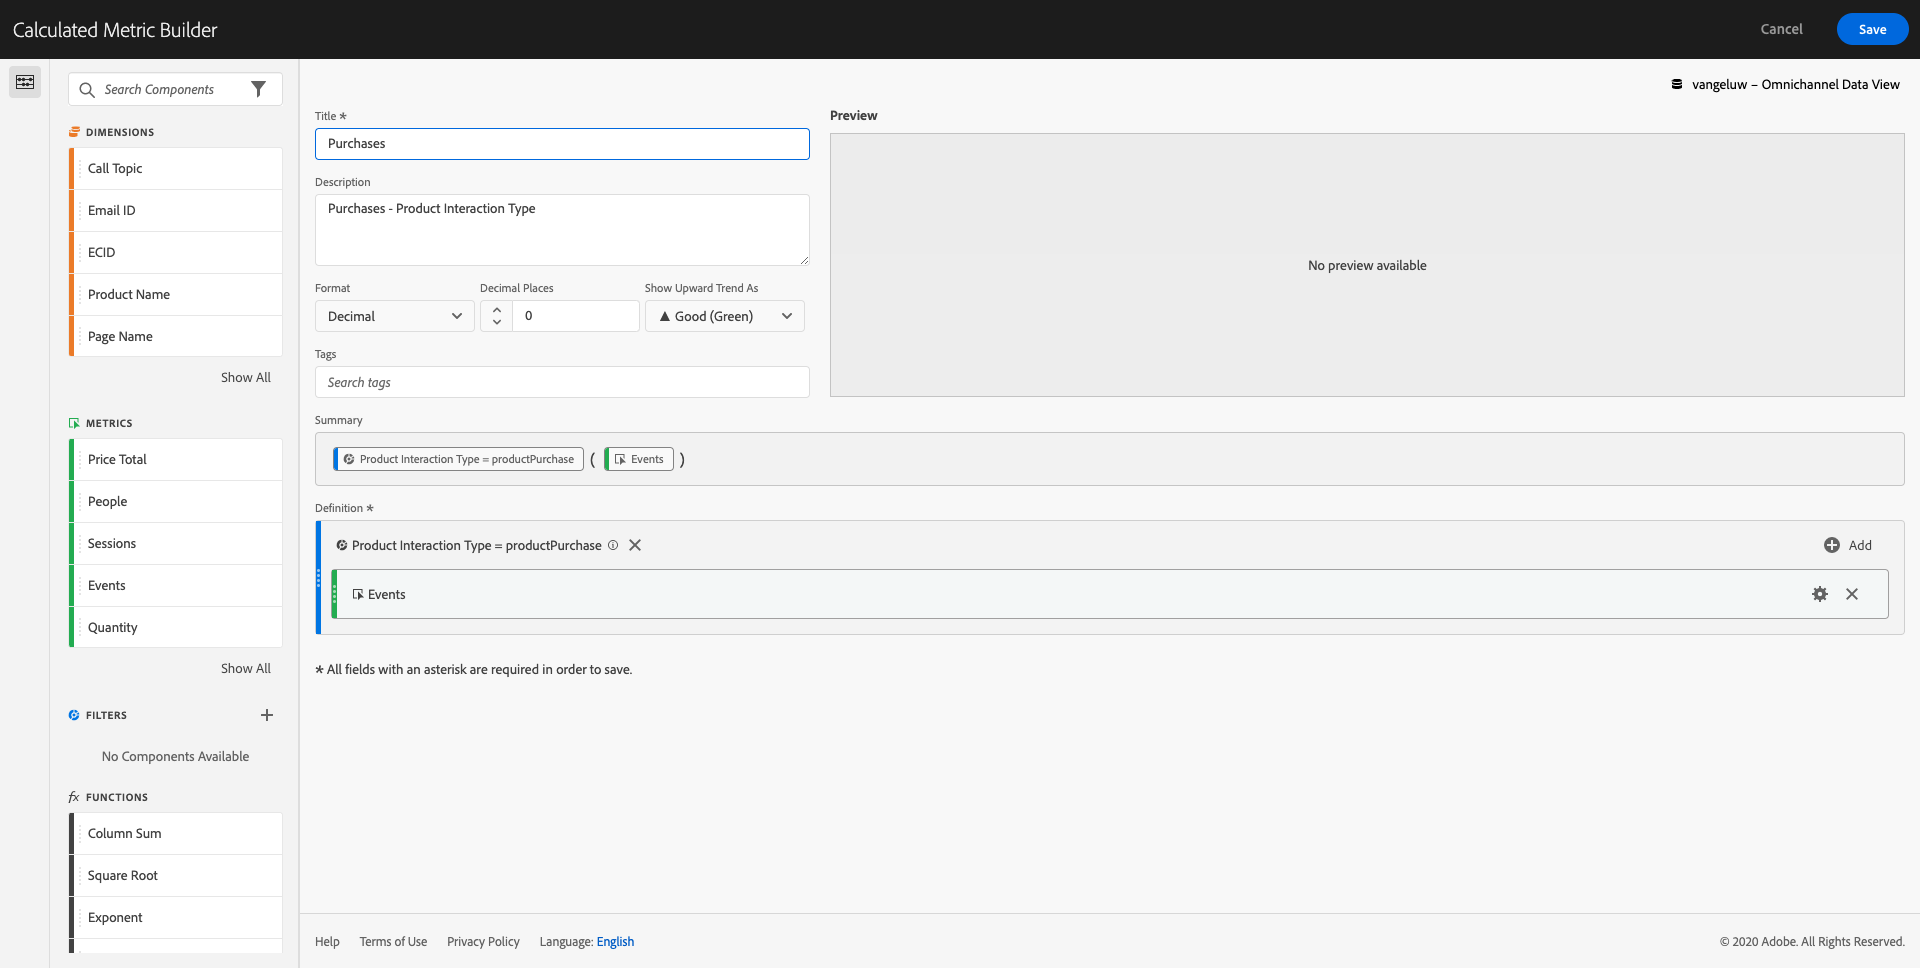 Calculated Metric Builder
Cancel
Save
Search Components
vangeluw – Omnichannel Data View
DIMENSIONS
Call Topic
Email ID
ECID
Product Name
Page Name
Show All
METRICS
Price Total
People
Sessions
Events
Quantity
Show All
FILTERS
No Components Available
fx FUNCTIONS
Column Sum
Square Root
Exponent
Title *
Purchases
Description
Purchases - Product Interaction Type
Format
Decimal
Decimal Places
0
Show Upward Trend As
▲ Good (Green)
Tags
Search tags
Preview
No preview available
Summary
Product Interaction Type = productPurchase ( Events )
Definition *
Product Interaction Type = productPurchase
Add
Events
* All fields with an asterisk are required in order to save.
Help Terms of Use Privacy Policy Language: English
© 2020 Adobe. All Rights Reserved.